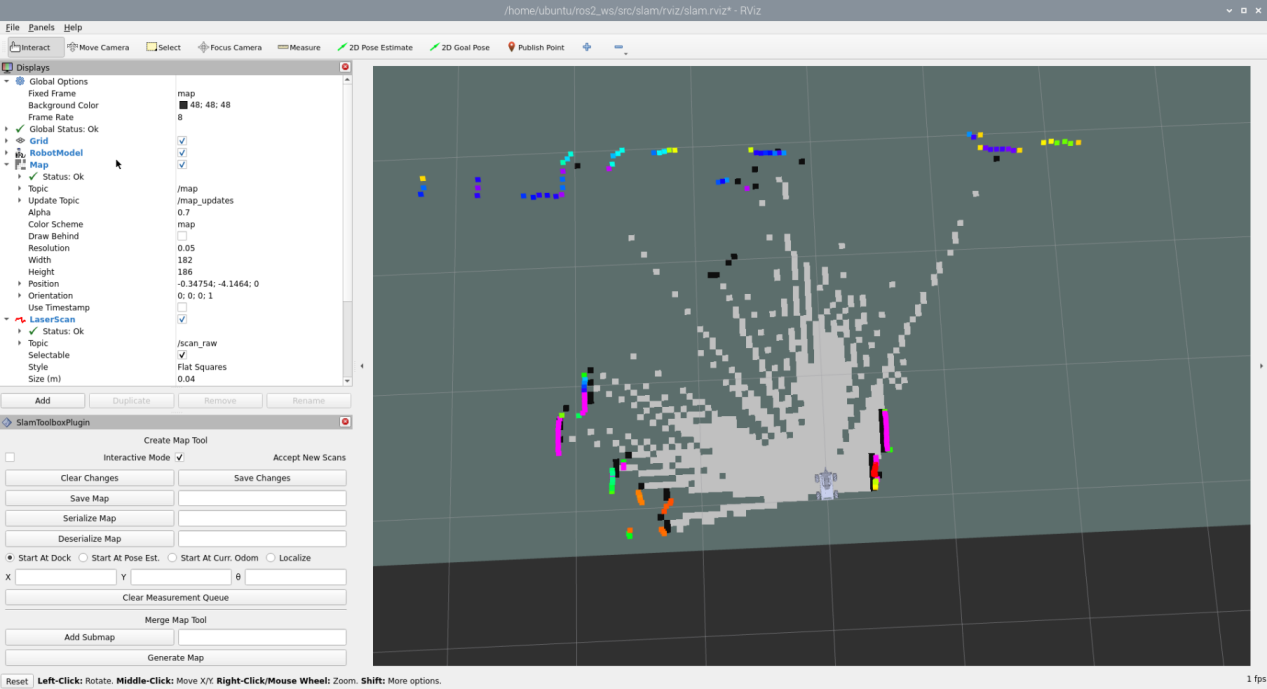 /home/ubuntu/ros2_ws/src/slam/rviz/slam.rviz* - RViz
File Panels Help
Interact Move Camera Select Focus Camera Measure 2D Pose Estimate 2D Goal Pose Publish Point
Displays
Global Options
Fixed Frame map
Background Color 48; 48; 48
Frame Rate 8
Global Status: Ok
Grid
RobotModel
Map
Status: Ok
Topic /map
Update Topic /map_updates
Alpha 0.7
Color Scheme map
Draw Behind
Resolution 0.05
Width 182
Height 186
Position -0.34754; -4.1464; 0
Orientation 0; 0; 0; 1
Use Timestamp
LaserScan
Status: Ok
Topic /scan_raw
Selectable
Style Flat Squares
Size (m) 0.04
Add Duplicate Remove Rename
SlamToolboxPlugin
Create Map Tool
Interactive Mode Accept New Scans
Clear Changes Save Changes
Save Map
Serialize Map
Deserialize Map
Start At Dock Start At Pose Est. Start At Curr. Odom Localize
X Y θ
Clear Measurement Queue
Merge Map Tool
Add Submap
Generate Map
Reset Left-Click: Rotate. Middle-Click: Move X/Y. Right-Click/Mouse Wheel: Zoom. Shift: More options. 1 fps